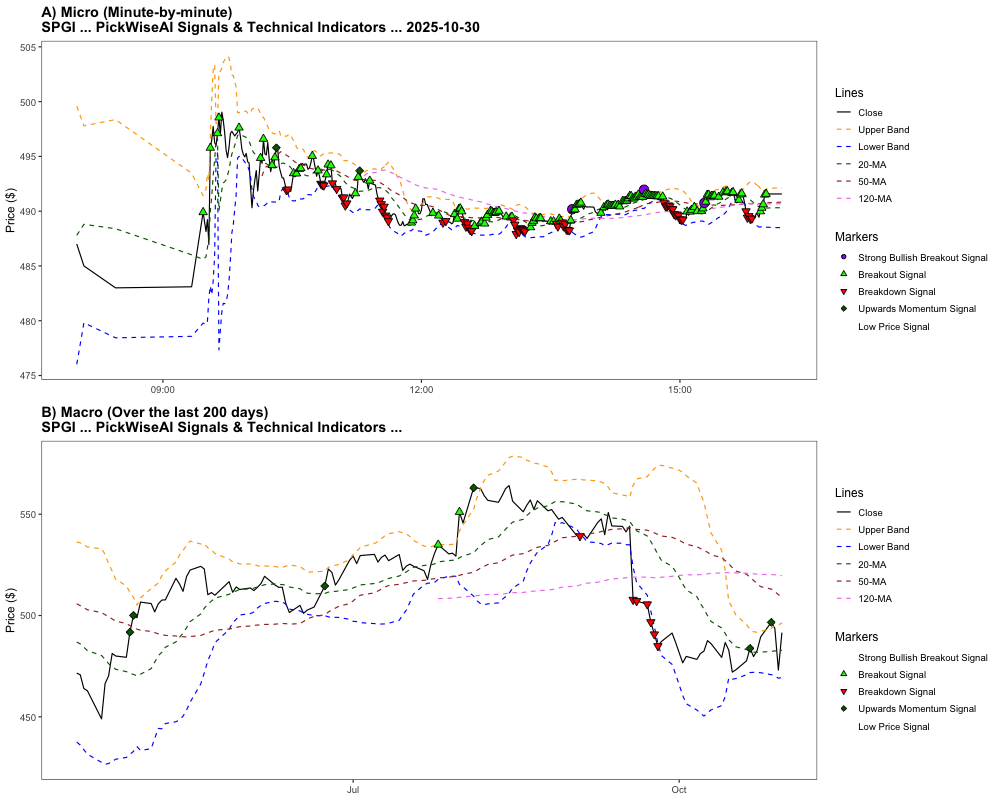 A) Micro (Minute-by-minute)
SPGI ... PickWiseAI Signals & Technical Indicators ... 2025-10-30
Price ($)
505
500
495
490
485
480
475
09:00
12:00
15:00
Lines
Close
Upper Band
Lower Band
20-MA
50-MA
120-MA
Markers
Strong Bullish Breakout Signal
Breakout Signal
Breakdown Signal
Upwards Momentum Signal
Low Price Signal
B) Macro (Over the last 200 days)
SPGI ... PickWiseAI Signals & Technical Indicators ...
Price ($)
550
500
450
Jul
Oct
Lines
Close
Upper Band
Lower Band
20-MA
50-MA
120-MA
Markers
Strong Bullish Breakout Signal
Breakout Signal
Breakdown Signal
Upwards Momentum Signal
Low Price Signal